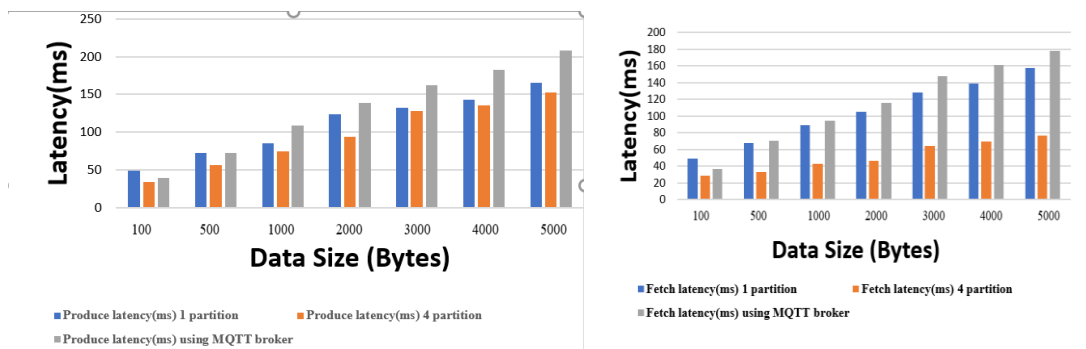 250
200
150
100
50
0
Latency(ms)
100 500 1000 2000 3000 4000 5000
Data Size (Bytes)
Produce latency(ms) 1 partition Produce latency(ms) 4 partition
Produce latency(ms) using MQTT broker
200
180
160
140
120
100
80
60
40
20
0
Latency(ms)
100 500 1000 2000 3000 4000 5000
Data Size (Bytes)
Fetch latency(ms) 1 partition Fetch latency(ms) 4 partition
Fetch latency(ms) using MQTT broker